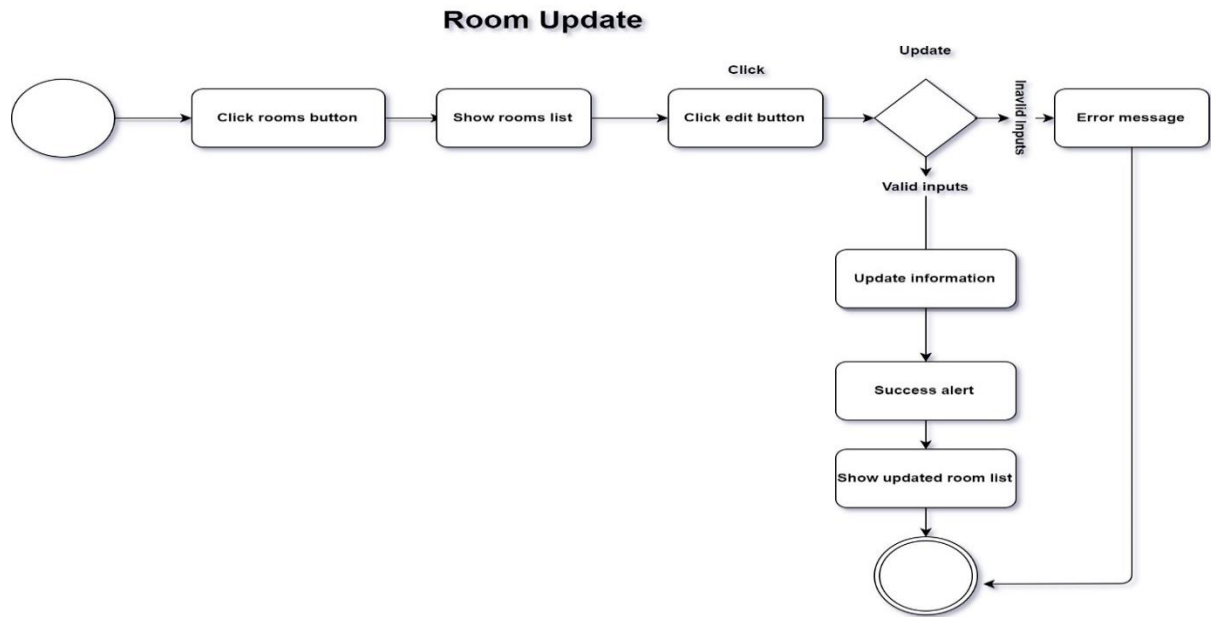 Room Update
Update
Click
Click rooms button
Show rooms list
Click edit button
Inavlid Inputs
Error message
Valid inputs
Update information
Success alert
Show updated room list